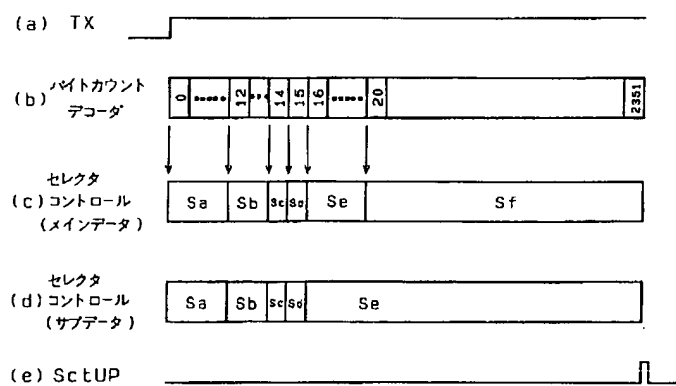 (a) TX
(b) バイトカウント
デコーダ
0 ..... 12 ... 14 15 16 ..... 20 2351
セレクタ
(c) コントロール
(メインデータ)
Sa Sb Sc Sd Se Sf
セレクタ
(d) コントロール
(サブデータ)
Sa Sb Sc Sd Se
(e) SctUP